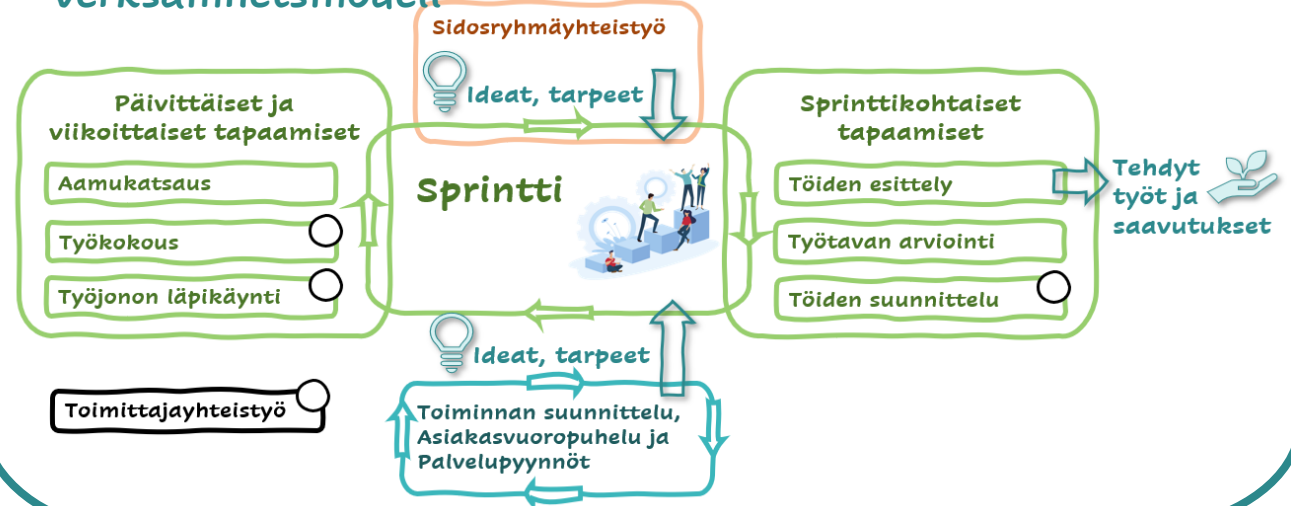 verksamhetsmodell
Sidosryhmäyhteistyö
Ideat, tarpeet
Päivittäiset ja
viikoittaiset tapaamiset
Aamukatsaus
Työkokous
Työjonon läpikäynti
Sprintti
Sprinttikohtaiset
tapaamiset
Töiden esittely
Työtavan arviointi
Töiden suunnittelu
Tehdyt
työt ja
saavutukset
Ideat, tarpeet
Toimittajayhteistyö
Toiminnan suunnittelu,
Asiakasvuoropuhelu ja
Palvelupyynnöt